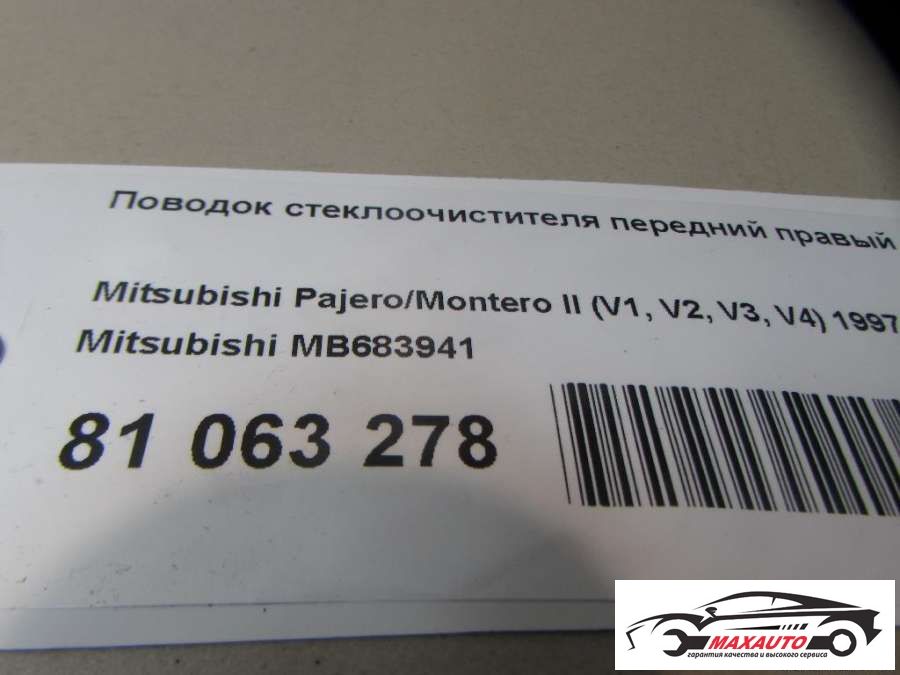 Поводок стеклоочистителя передний правый
Mitsubishi Pajero/Montero II (V1, V2, V3, V4) 1997
Mitsubishi MB683941
81 063 278
MAXAUTO
гарантия качества и высокого сервиса